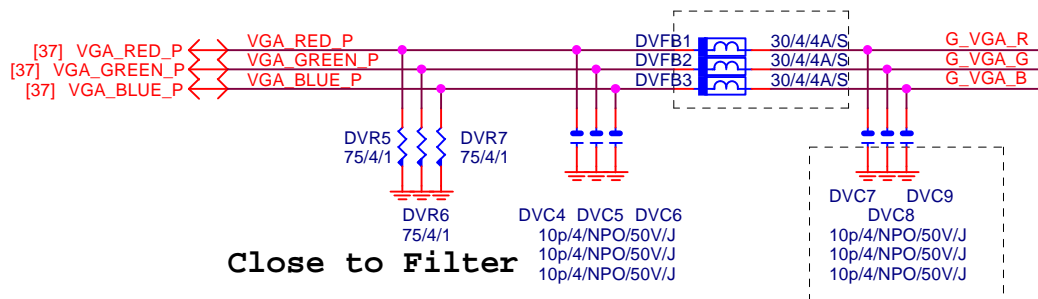 [37] VGA_RED_P VGA_RED_P DVFB1 30/4/4A/S G_VGA_R
[37] VGA_GREEN_P VGA_GREEN_P DVFB2 30/4/4A/S G_VGA_G
[37] VGA_BLUE_P VGA_BLUE_P DVFB3 30/4/4A/S G_VGA_B
DVR5 DVR7
75/4/1 75/4/1
DVR6
75/4/1
DVC4 DVC5 DVC6
10p/4/NPO/50V/J
10p/4/NPO/50V/J
10p/4/NPO/50V/J
DVC7 DVC9
DVC8
10p/4/NPO/50V/J
10p/4/NPO/50V/J
10p/4/NPO/50V/J
Close to Filter